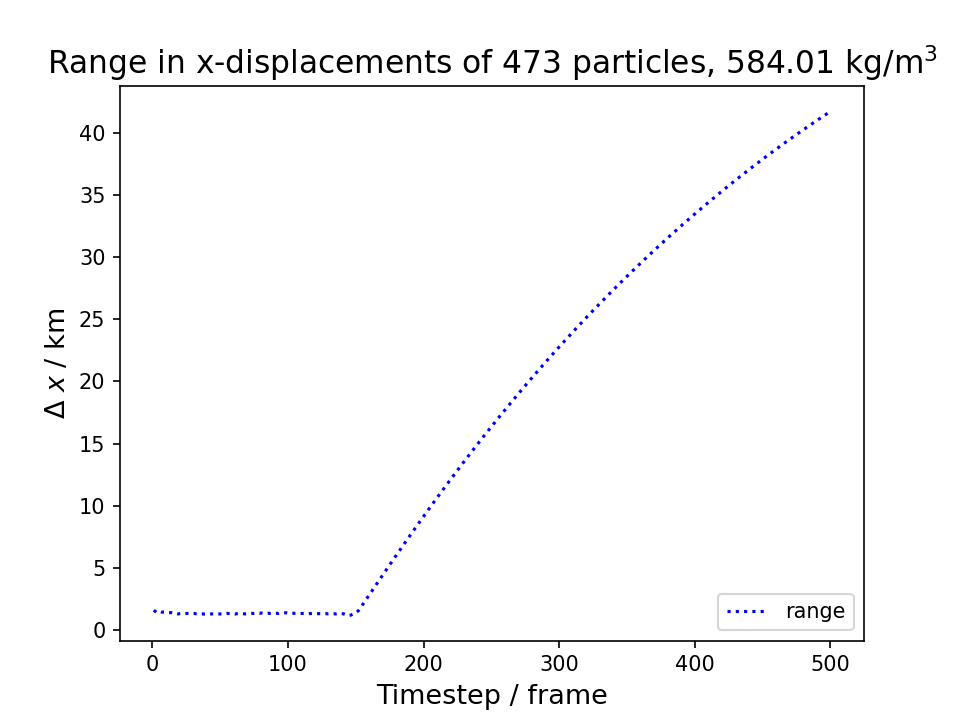 Range in x-displacements of 473 particles, 584.01 kg/m³
Δ x / km
40
35
30
25
20
15
10
5
0
range
0 100 200 300 400 500
Timestep / frame